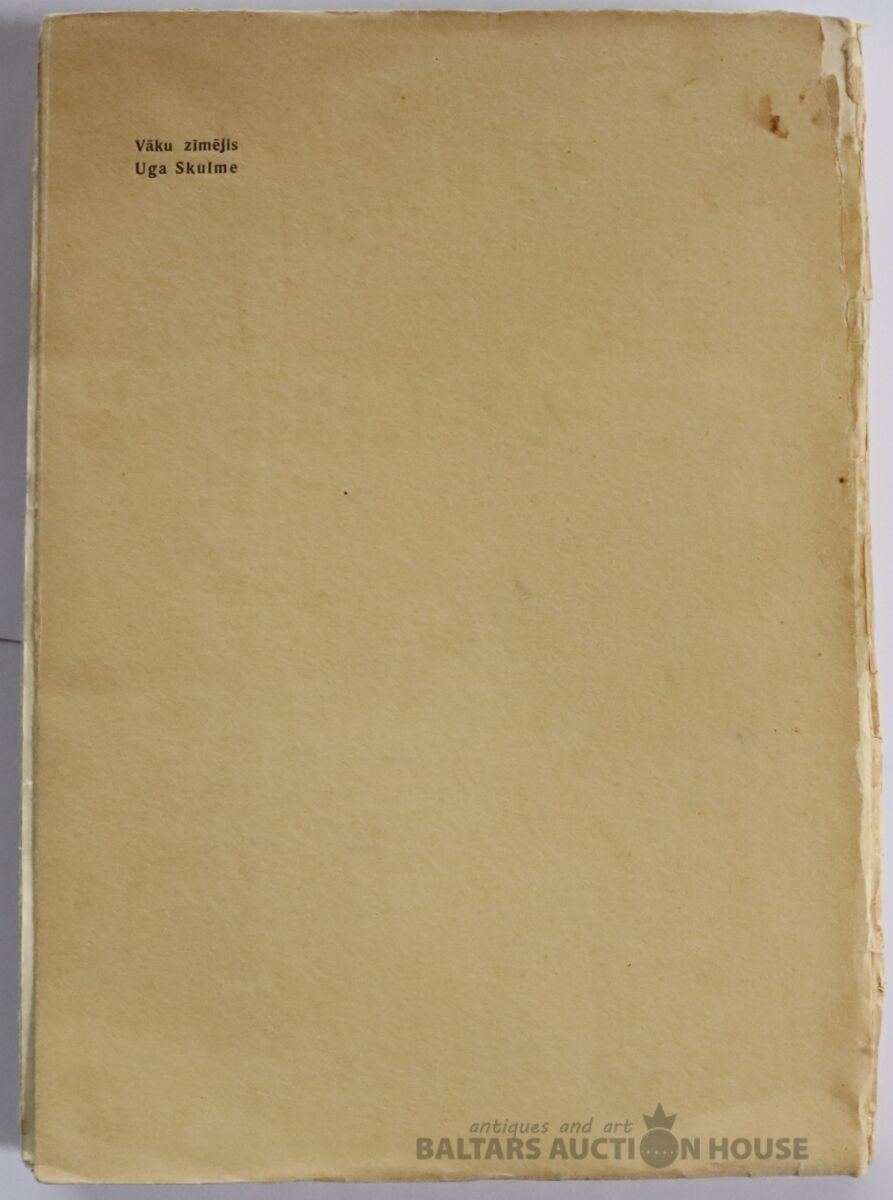 Vāku zīmējis
Uga Skulme
antiques and art
BALTARS AUCTION HOUSE